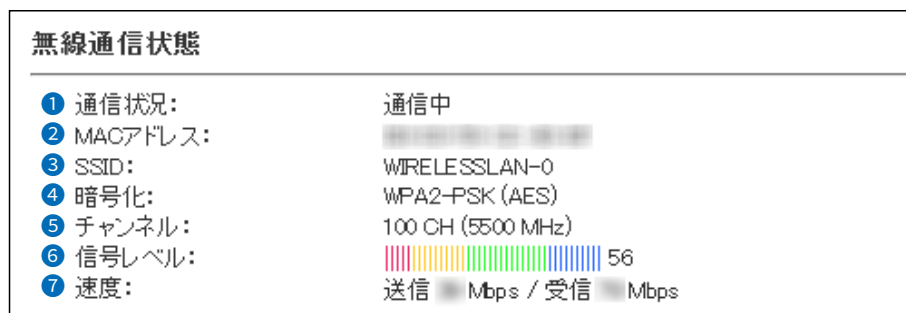 無線通信状態
1 通信状況: 通信中
2 MACアドレス:
3 SSID: WIRELESSLAN-0
4 暗号化: WPA2-PSK (AES)
5 チャンネル: 100 CH (5500 MHz)
6 信号レベル: 56
7 速度: 送信 Mbps / 受信 Mbps